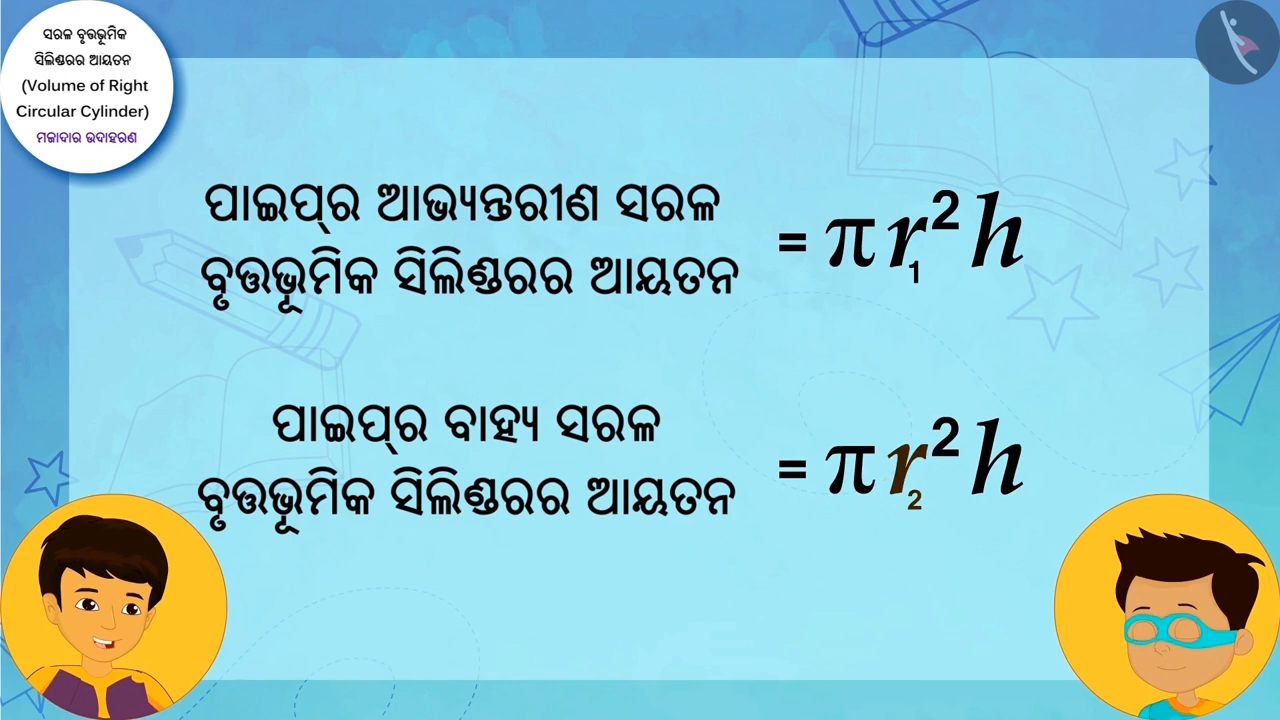 ସରଳ ବୃତ୍ତଭୂମିକ
ସିଲିଣ୍ଡରର ଆୟତନ
(Volume of Right
Circular Cylinder)
ମଜାଦାର ଉଦାହରଣ
ପାଇପ୍‌ର ଆଭ୍ୟନ୍ତରୀଣ ସରଳ
ବୃତ୍ତଭୂମିକ ସିଲିଣ୍ଡରର ଆୟତନ = πr₁²h
ପାଇପ୍‌ର ବାହ୍ୟ ସରଳ
ବୃତ୍ତଭୂମିକ ସିଲିଣ୍ଡରର ଆୟତନ = πr₂²h